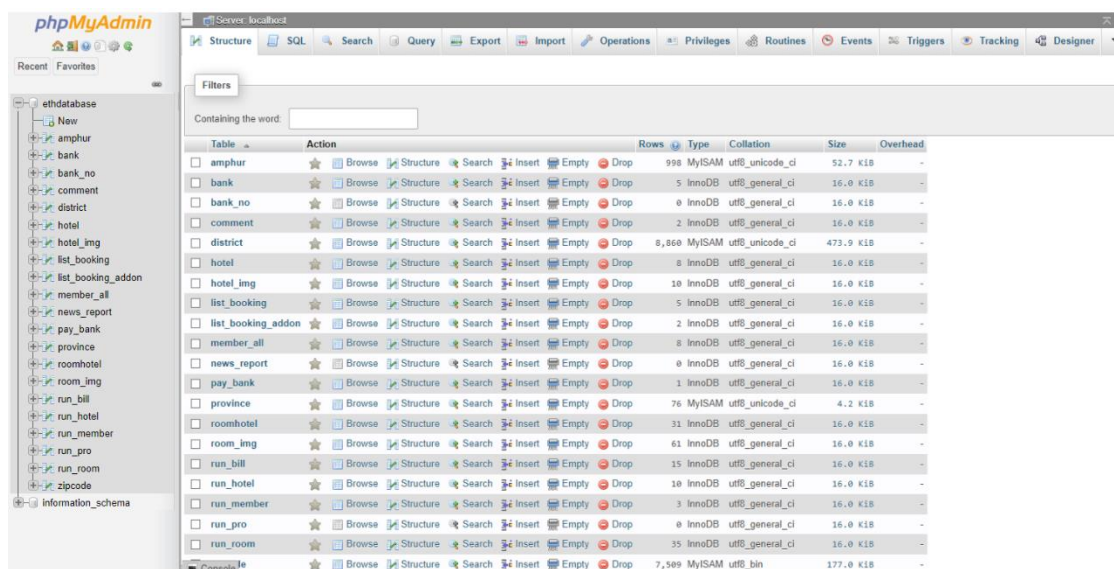 phpMyAdmin
Recent Favorites
ethdatabase
New
amphur
bank
bank_no
comment
district
hotel
hotel_img
list_booking
list_booking_addon
member_all
news_report
pay_bank
province
roomhotel
room_img
run_bill
run_hotel
run_member
run_pro
run_room
zipcode
information_schema
Server: localhost
Structure SQL Search Query Export Import Operations Privileges Routines Events Triggers Tracking Designer
Filters
Containing the word:
Table Action Rows Type Collation Size Overhead
amphur Browse Structure Search Insert Empty Drop 998 MyISAM utf8_unicode_ci 52.7 KiB -
bank Browse Structure Search Insert Empty Drop 5 InnoDB utf8_general_ci 16.0 KiB -
bank_no Browse Structure Search Insert Empty Drop 0 InnoDB utf8_general_ci 16.0 KiB -
comment Browse Structure Search Insert Empty Drop 2 InnoDB utf8_general_ci 16.0 KiB -
district Browse Structure Search Insert Empty Drop 8,860 MyISAM utf8_unicode_ci 473.9 KiB -
hotel Browse Structure Search Insert Empty Drop 8 InnoDB utf8_general_ci 16.0 KiB -
hotel_img Browse Structure Search Insert Empty Drop 10 InnoDB utf8_general_ci 16.0 KiB -
list_booking Browse Structure Search Insert Empty Drop 5 InnoDB utf8_general_ci 16.0 KiB -
list_booking_addon Browse Structure Search Insert Empty Drop 2 InnoDB utf8_general_ci 16.0 KiB -
member_all Browse Structure Search Insert Empty Drop 8 InnoDB utf8_general_ci 16.0 KiB -
news_report Browse Structure Search Insert Empty Drop 0 InnoDB utf8_general_ci 16.0 KiB -
pay_bank Browse Structure Search Insert Empty Drop 1 InnoDB utf8_general_ci 16.0 KiB -
province Browse Structure Search Insert Empty Drop 76 MyISAM utf8_unicode_ci 4.2 KiB -
roomhotel Browse Structure Search Insert Empty Drop 31 InnoDB utf8_general_ci 16.0 KiB -
room_img Browse Structure Search Insert Empty Drop 61 InnoDB utf8_general_ci 16.0 KiB -
run_bill Browse Structure Search Insert Empty Drop 15 InnoDB utf8_general_ci 16.0 KiB -
run_hotel Browse Structure Search Insert Empty Drop 10 InnoDB utf8_general_ci 16.0 KiB -
run_member Browse Structure Search Insert Empty Drop 3 InnoDB utf8_general_ci 16.0 KiB -
run_pro Browse Structure Search Insert Empty Drop 0 InnoDB utf8_general_ci 16.0 KiB -
run_room Browse Structure Search Insert Empty Drop 35 InnoDB utf8_general_ci 16.0 KiB -
Console le Browse Structure Search Insert Empty Drop 7,509 MyISAM utf8_bin 177.0 KiB -